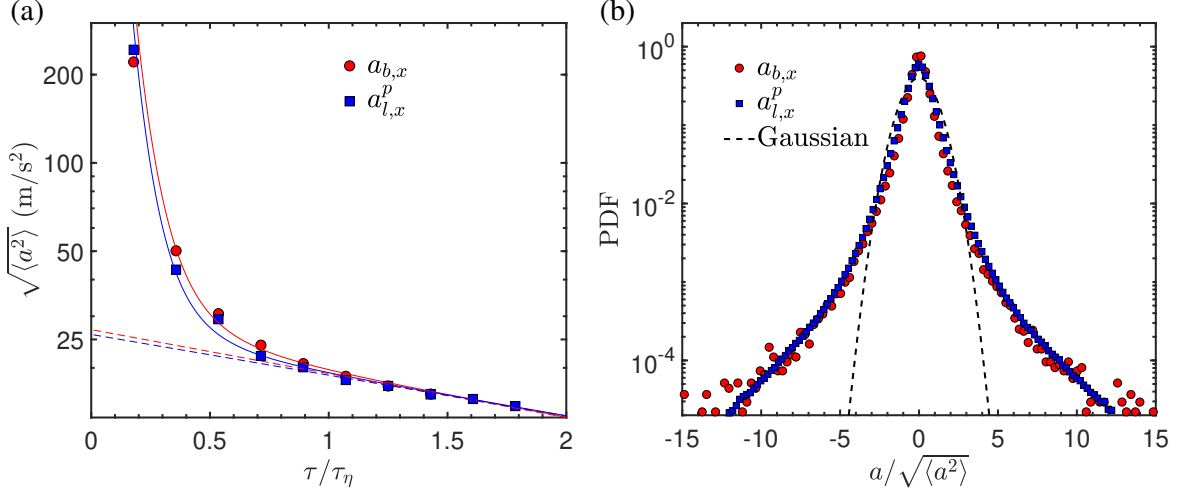 (a)
√⟨a²⟩ (m/s²)
200
100
50
25
0
0.5
1
1.5
2
τ/τ_η
a_{b,x}
a^p_{l,x}
(b)
PDF
10^0
10^-2
10^-4
-15
-10
-5
0
5
10
15
a/√⟨a²⟩
a_{b,x}
a^p_{l,x}
Gaussian